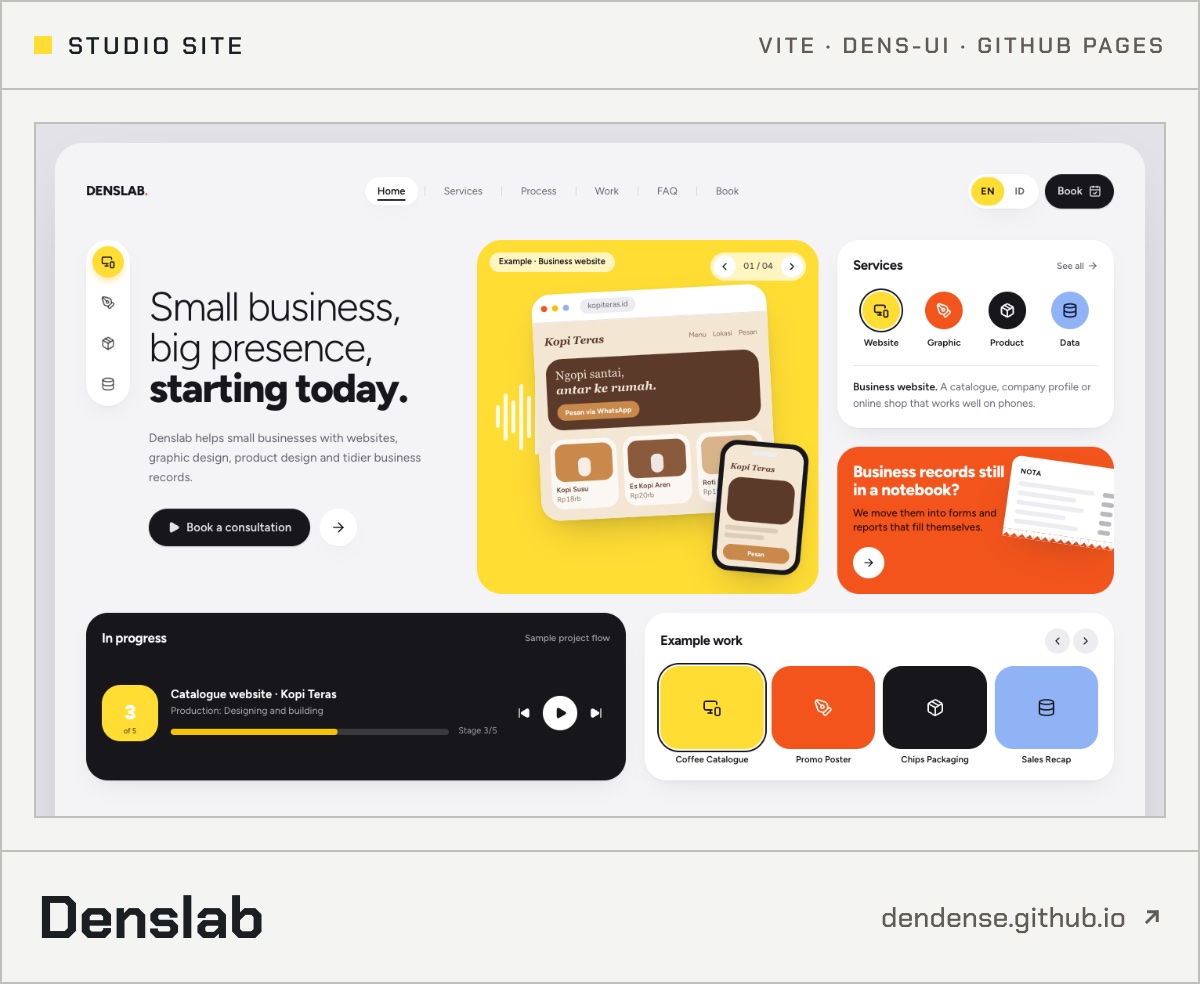 STUDIO SITE
VITE · DENS-UI · GITHUB PAGES
DENSLAB.
Home
Services
Process
Work
FAQ
Book
EN
ID
Book
Small business,
big presence,
starting today.
Denslab helps small businesses with websites,
graphic design, product design and tidier business
records.
Book a consultation
Example · Business website
01 / 04
kopiteras.id
Kopi Teras
Menu
Lokasi
Pesan
Ngopi santai,
antar ke rumah.
Pesan via WhatsApp
Kopi Susu
Rp18rb
Es Kopi Aren
Rp20rb
Roti
Rp1
Kopi Teras
Pesan
Services
See all
Website
Graphic
Product
Data
Business website. A catalogue, company profile or
online shop that works well on phones.
Business records still
in a notebook?
We move them into forms and
reports that fill themselves.
NOTA
In progress
Sample project flow
3
of 5
Catalogue website · Kopi Teras
Production: Designing and building
Stage 3/5
Example work
Coffee Catalogue
Promo Poster
Chips Packaging
Sales Recap
Denslab
dendense.github.io